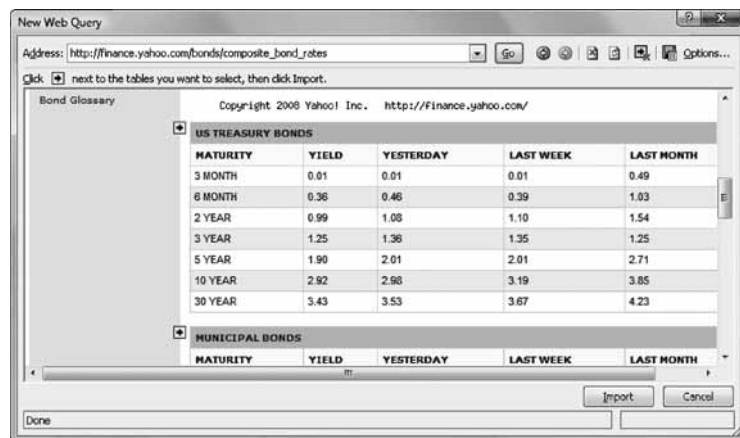 New Web Query
Address: http://finance.yahoo.com/bonds/composite_bond_rates Go Options...
Click next to the tables you want to select, then click Import.
Bond Glossary
Copyright 2008 Yahoo! Inc. http://finance.yahoo.com/
US TREASURY BONDS
MATURITY YIELD YESTERDAY LAST WEEK LAST MONTH
3 MONTH 0.01 0.01 0.01 0.49
6 MONTH 0.36 0.46 0.39 1.03
2 YEAR 0.99 1.08 1.10 1.54
3 YEAR 1.25 1.36 1.35 1.25
5 YEAR 1.90 2.01 2.01 2.71
10 YEAR 2.92 2.98 3.19 3.85
30 YEAR 3.43 3.53 3.67 4.23
MUNICIPAL BONDS
MATURITY YIELD YESTERDAY LAST WEEK LAST MONTH
Import Cancel
Done